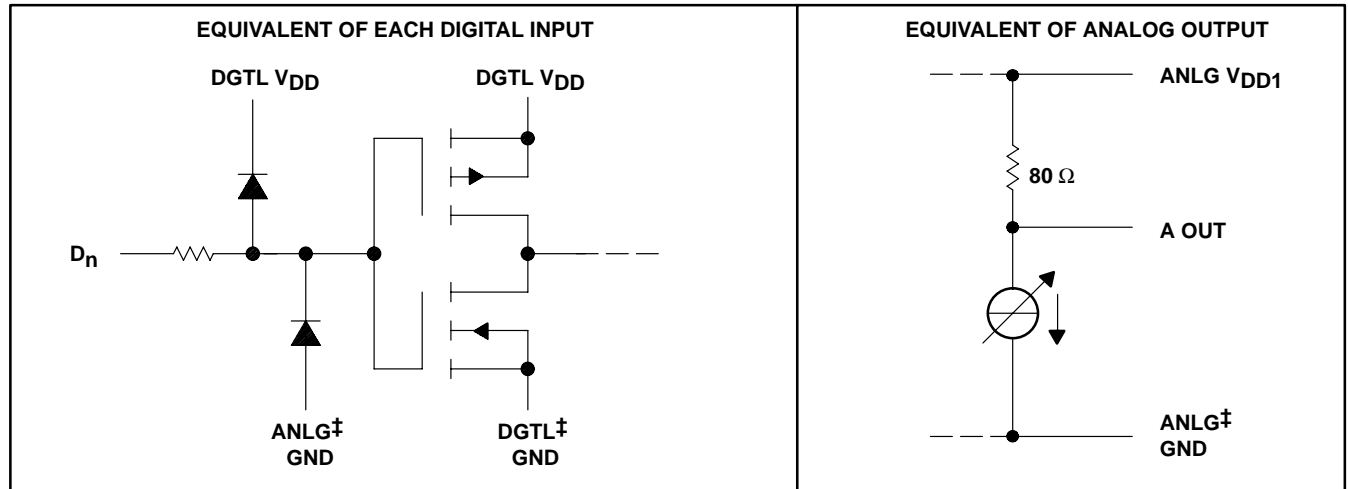 EQUIVALENT OF EACH DIGITAL INPUT
DGTL VDD
DGTL VDD
Dn
ANLG‡
GND
DGTL‡
GND
EQUIVALENT OF ANALOG OUTPUT
ANLG VDD1
80 Ω
A OUT
ANLG‡
GND